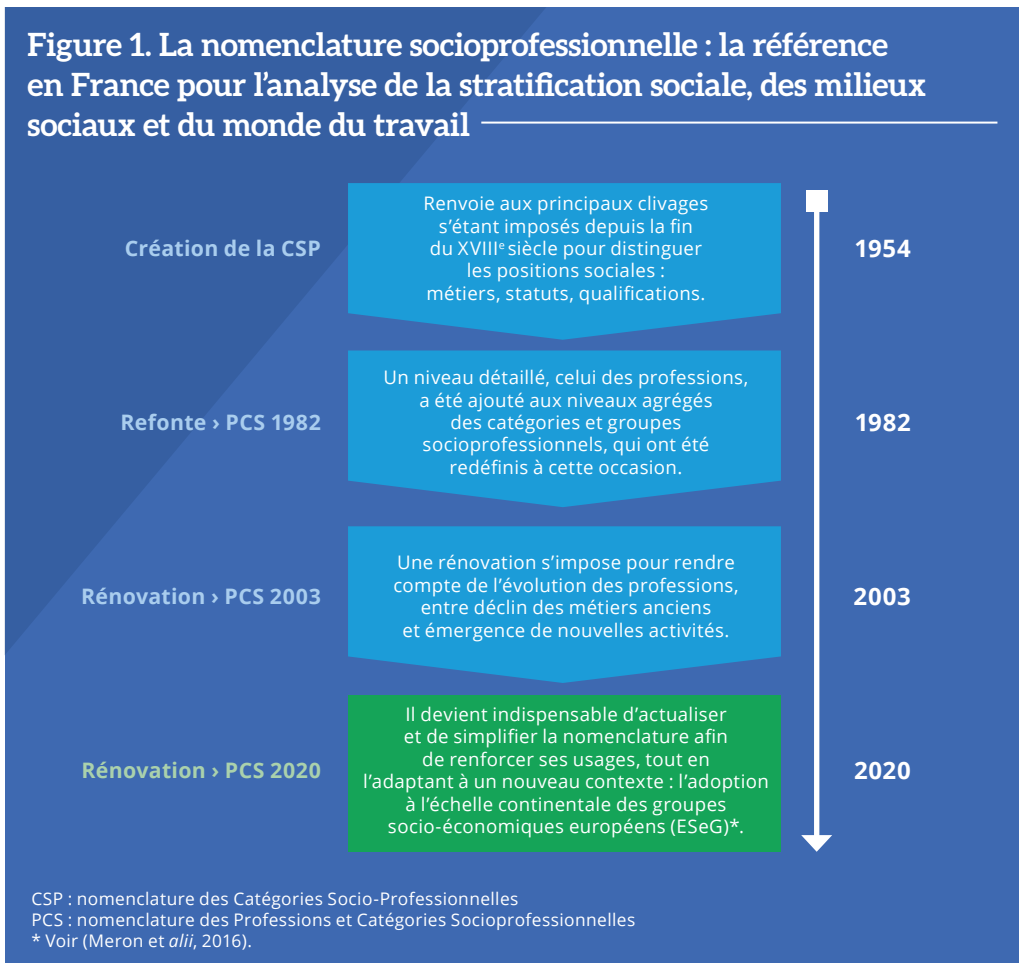 Figure 1. La nomenclature socioprofessionnelle : la référence
en France pour l’analyse de la stratification sociale, des milieux
sociaux et du monde du travail
Création de la CSP
Renvoie aux principaux clivages
s’étant imposés depuis la fin
du XVIIIe siècle pour distinguer
les positions sociales :
métiers, statuts, qualifications.
1954
Refonte › PCS 1982
Un niveau détaillé, celui des professions,
a été ajouté aux niveaux agrégés
des catégories et groupes
socioprofessionnels, qui ont été
redéfinis à cette occasion.
1982
Rénovation › PCS 2003
Une rénovation s’impose pour rendre
compte de l’évolution des professions,
entre déclin des métiers anciens
et émergence de nouvelles activités.
2003
Rénovation › PCS 2020
Il devient indispensable d’actualiser
et de simplifier la nomenclature afin
de renforcer ses usages, tout en
l’adaptant à un nouveau contexte : l’adoption
à l’échelle continentale des groupes
socio-économiques européens (ESeG)*.
2020
CSP : nomenclature des Catégories Socio-Professionnelles
PCS : nomenclature des Professions et Catégories Socioprofessionnelles
* Voir (Meron et alii, 2016).